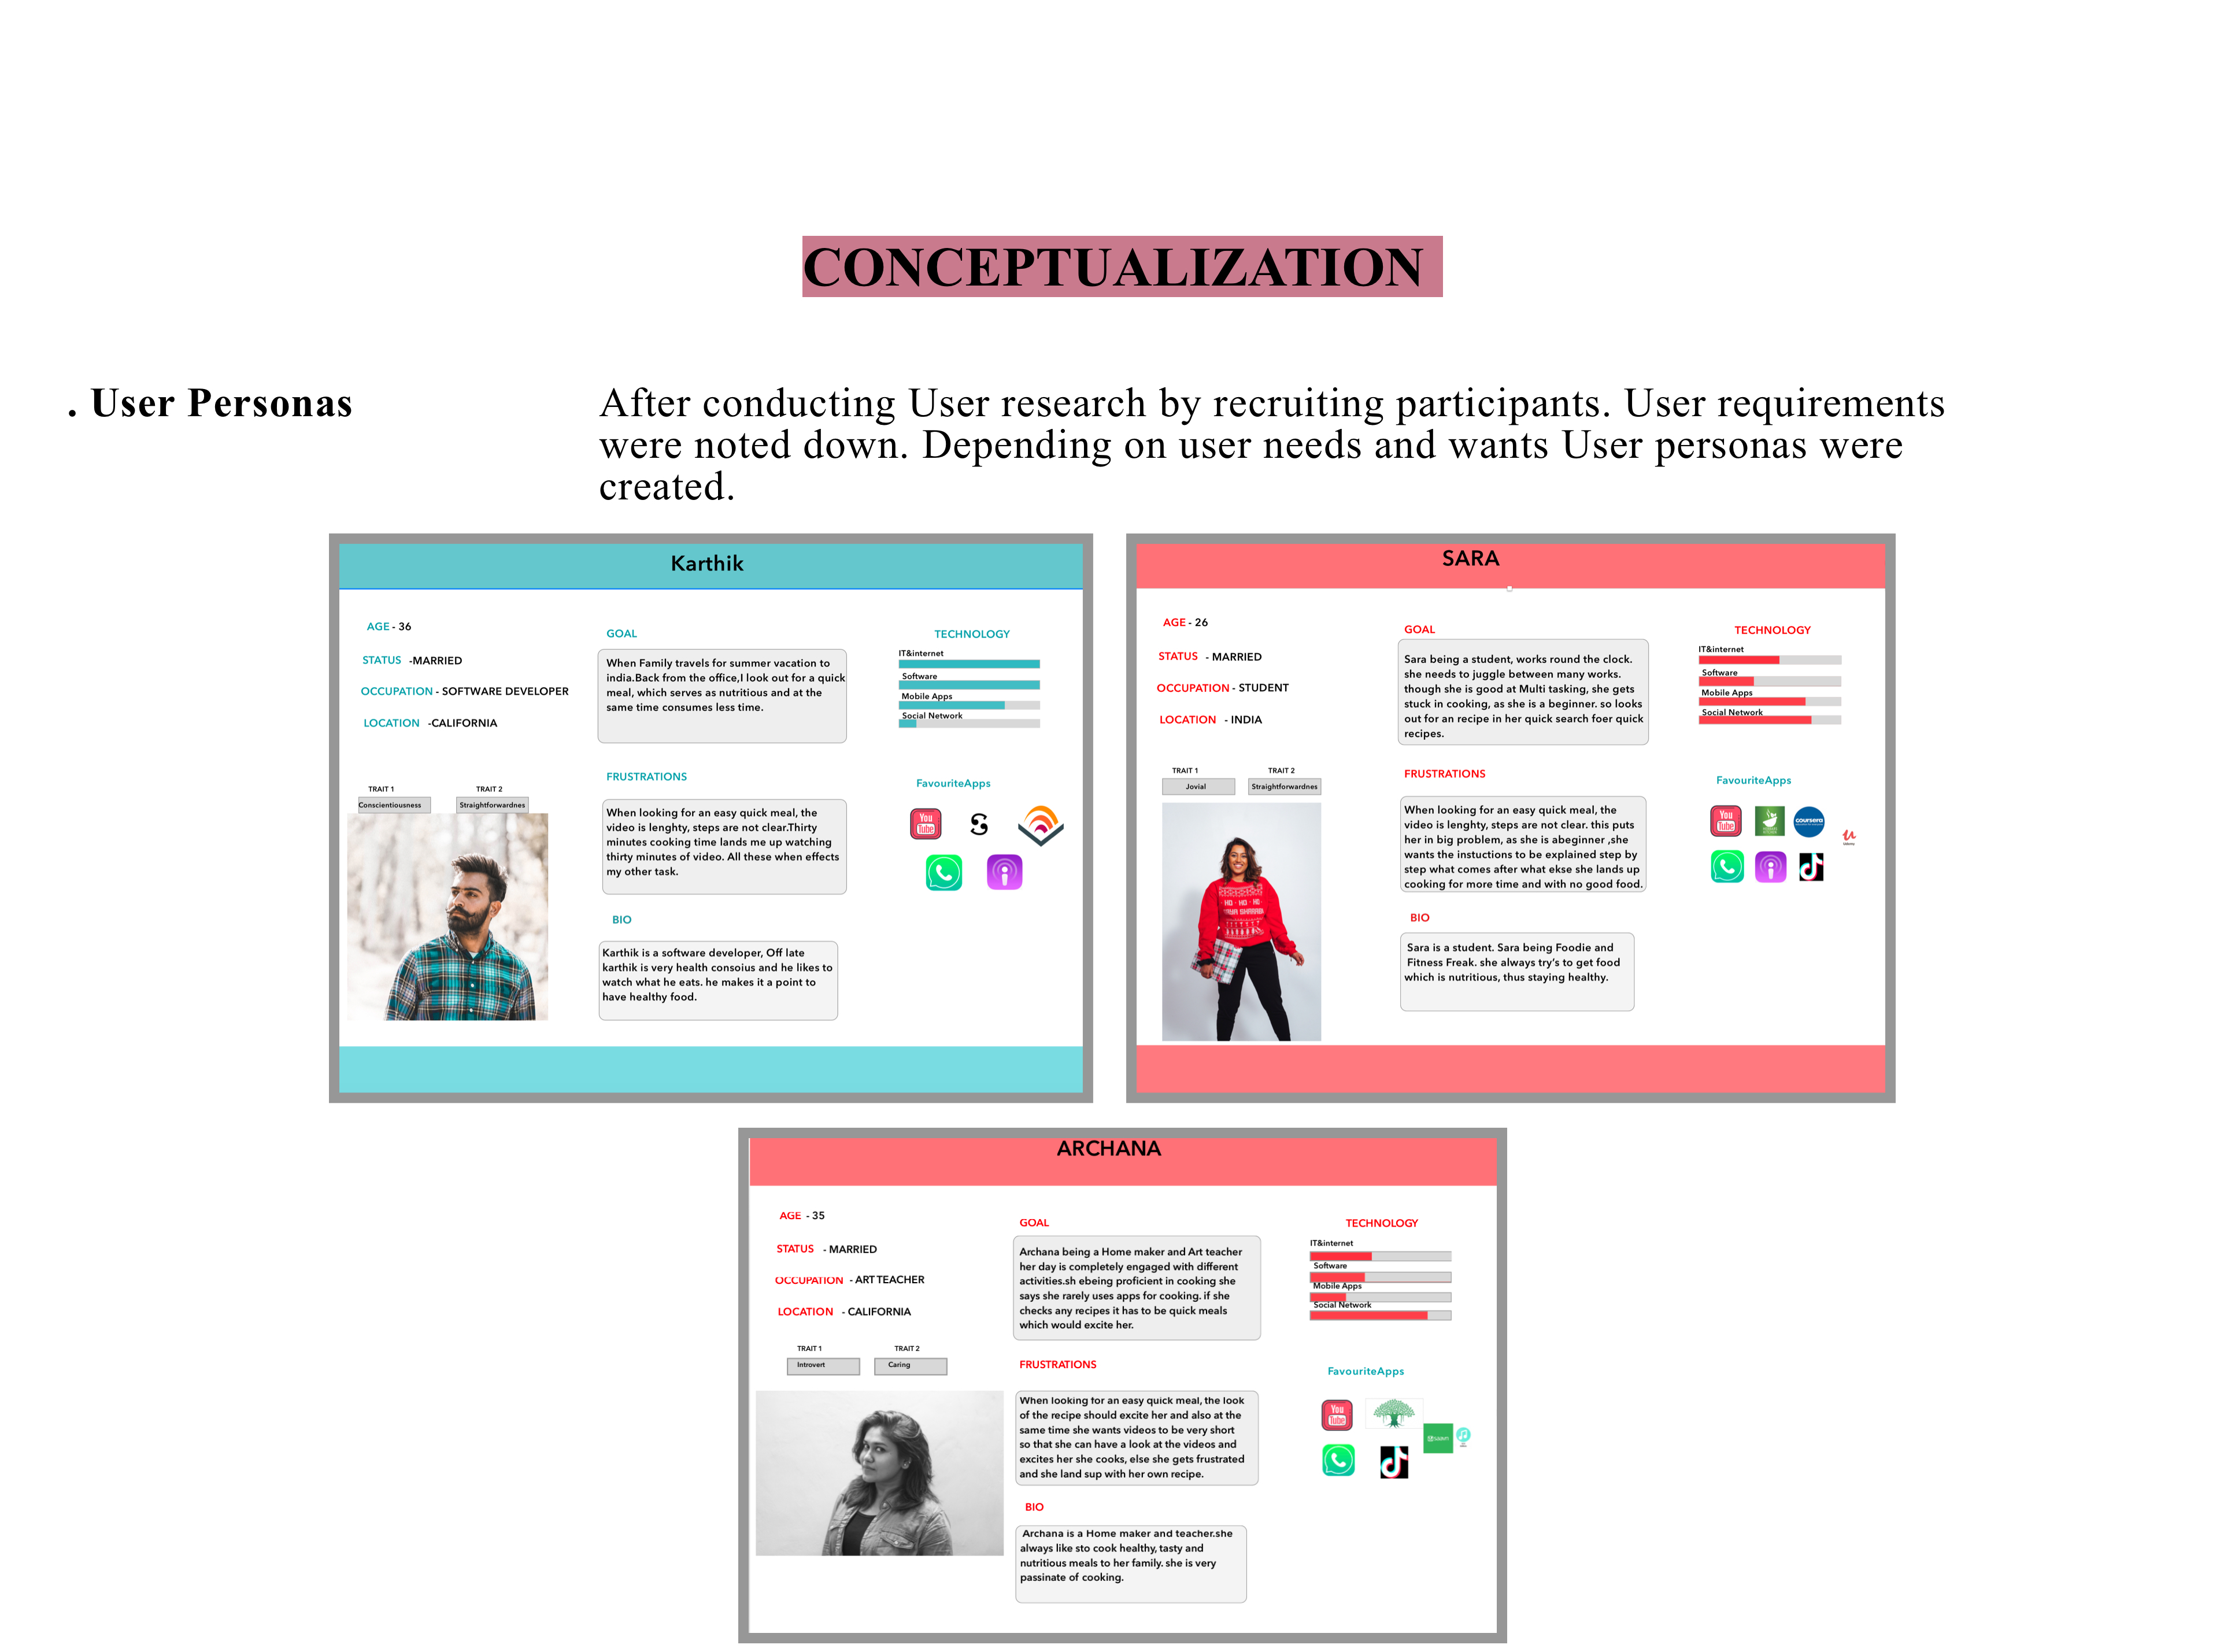 CONCEPTUALIZATION
. User Personas
After conducting User research by recruiting participants. User requirements
were noted down. Depending on user needs and wants User personas were
created.
Karthik
AGE - 36
STATUS -MARRIED
OCCUPATION - SOFTWARE DEVELOPER
LOCATION -CALIFORNIA
TRAIT 1
TRAIT 2
Conscientiousness
Straightforwardnes
GOAL
When Family travels for summer vacation to
india.Back from the office,I look out for a quick
meal, which serves as nutritious and at the
same time consumes less time.
FRUSTRATIONS
When looking for an easy quick meal, the
video is lenghty, steps are not clear.Thirty
minutes cooking time lands me up watching
thirty minutes of video. All these when effects
my other task.
BIO
Karthik is a software developer, Off late
karthik is very health consoius and he likes to
watch what he eats. he makes it a point to
have healthy food.
TECHNOLOGY
IT&internet
Software
Mobile Apps
Social Network
FavouriteApps
You
Tube
SARA
AGE - 26
STATUS - MARRIED
OCCUPATION - STUDENT
LOCATION - INDIA
TRAIT 1
TRAIT 2
Jovial
Straightforwardnes
HO - HO - HO
GOAL
Sara being a student, works round the clock.
she needs to juggle between many works.
though she is good at Multi tasking, she gets
stuck in cooking, as she is a beginner. so looks
out for an recipe in her quick search foer quick
recipes.
FRUSTRATIONS
When looking for an easy quick meal, the
video is lenghty, steps are not clear. this puts
her in big problem, as she is abeginner ,she
wants the instuctions to be explained step by
step what comes after what ekse she lands up
cooking for more time and with no good food.
BIO
Sara is a student. Sara being Foodie and
Fitness Freak. she always try's to get food
which is nutritious, thus staying healthy.
TECHNOLOGY
IT&internet
Software
Mobile Apps
Social Network
FavouriteApps
You
Tube
coursera
ARCHANA
AGE - 35
STATUS - MARRIED
OCCUPATION - ART TEACHER
LOCATION - CALIFORNIA
TRAIT 1
TRAIT 2
Introvert
Caring
GOAL
Archana being a Home maker and Art teacher
her day is completely engaged with different
activities.sh ebeing proficient in cooking she
says she rarely uses apps for cooking. if she
checks any recipes it has to be quick meals
which would excite her.
FRUSTRATIONS
When looking for an easy quick meal, the look
of the recipe should excite her and also at the
same time she wants videos to be very short
so that she can have a look at the videos and
excites her she cooks, else she gets frustrated
and she land sup with her own recipe.
BIO
Archana is a Home maker and teacher.she
always like sto cook healthy, tasty and
nutritious meals to her family. she is very
passinate of cooking.
TECHNOLOGY
IT&internet
Software
Mobile Apps
Social Network
FavouriteApps
You
Tube